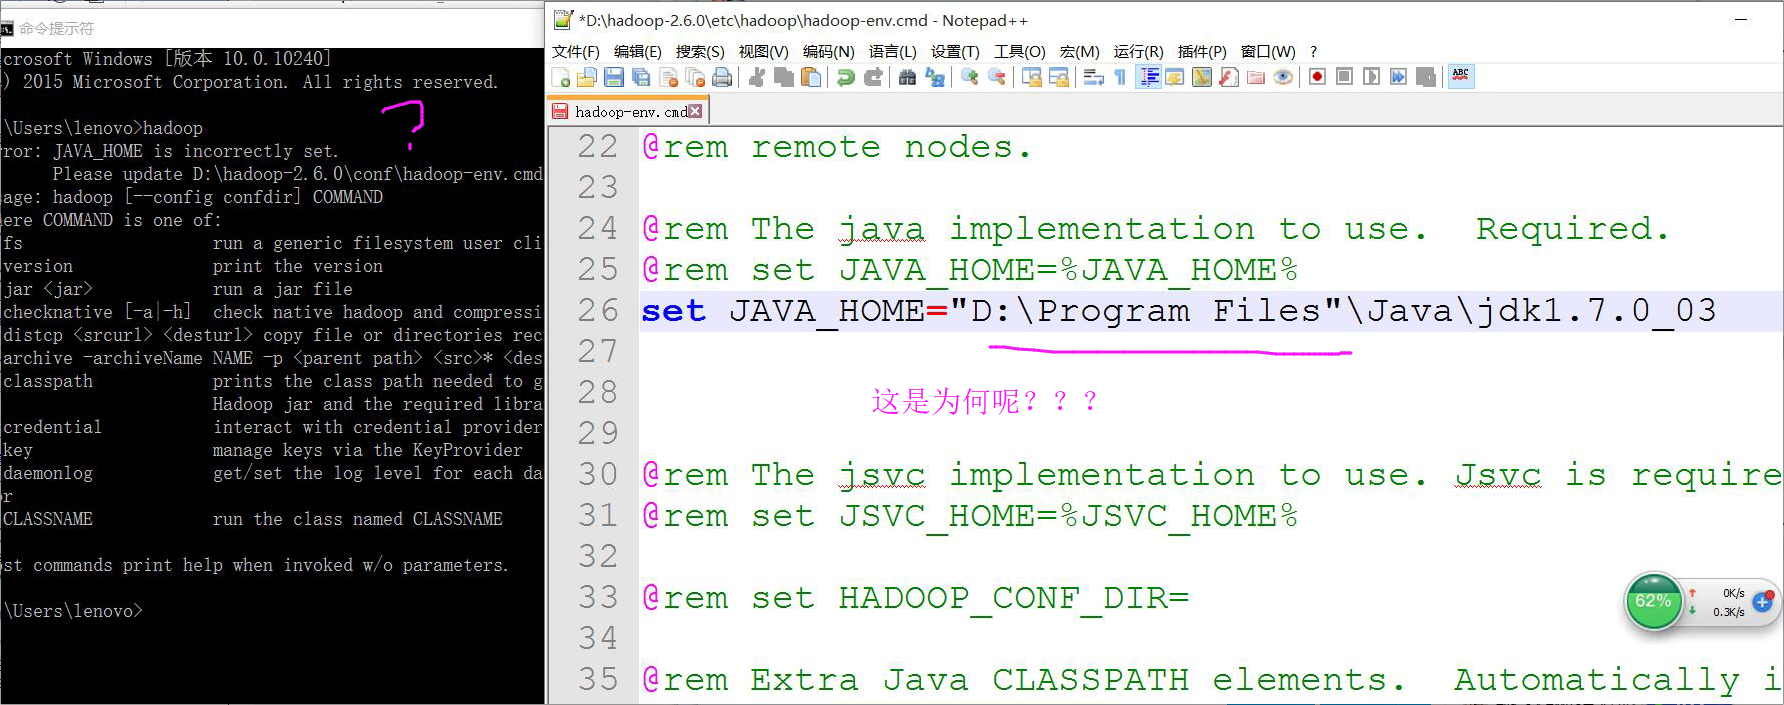 命令提示符
crosoft Windows [版本 10.0.10240]
) 2015 Microsoft Corporation. All rights reserved.
\Users\lenovo>hadoop
ror: JAVA_HOME is incorrectly set.
Please update D:\hadoop-2.6.0\conf\hadoop-env.cmd
age: hadoop [--config confdir] COMMAND
ere COMMAND is one of:
fs run a generic filesystem user cli
version print the version
jar <jar> run a jar file
checknative [-a|-h] check native hadoop and compressi
distcp <srcurl> <desturl> copy file or directories rec
archive -archiveName NAME -p <parent path> <src>* <des
classpath prints the class path needed to g
Hadoop jar and the required libra
credential interact with credential provider
key manage keys via the KeyProvider
daemonlog get/set the log level for each da
or
CLASSNAME run the class named CLASSNAME
ost commands print help when invoked w/o parameters.
\Users\lenovo>
*D:\hadoop-2.6.0\etc\hadoop\hadoop-env.cmd - Notepad++
文件(F) 编辑(E) 搜索(S) 视图(V) 编码(N) 语言(L) 设置(T) 工具(O) 宏(M) 运行(R) 插件(P) 窗口(W) ?
ABC
hadoop-env.cmd
22 @rem remote nodes.
23
24 @rem The java implementation to use.  Required.
25 @rem set JAVA_HOME=%JAVA_HOME%
26 set JAVA_HOME="D:\Program Files"\Java\jdk1.7.0_03
27
28
这是为何呢？？？
29
30 @rem The jsvc implementation to use. Jsvc is require
31 @rem set JSVC_HOME=%JSVC_HOME%
32
33 @rem set HADOOP_CONF_DIR=
34
35 @rem Extra Java CLASSPATH elements.  Automatically i
62%
0K/s
0.3K/s